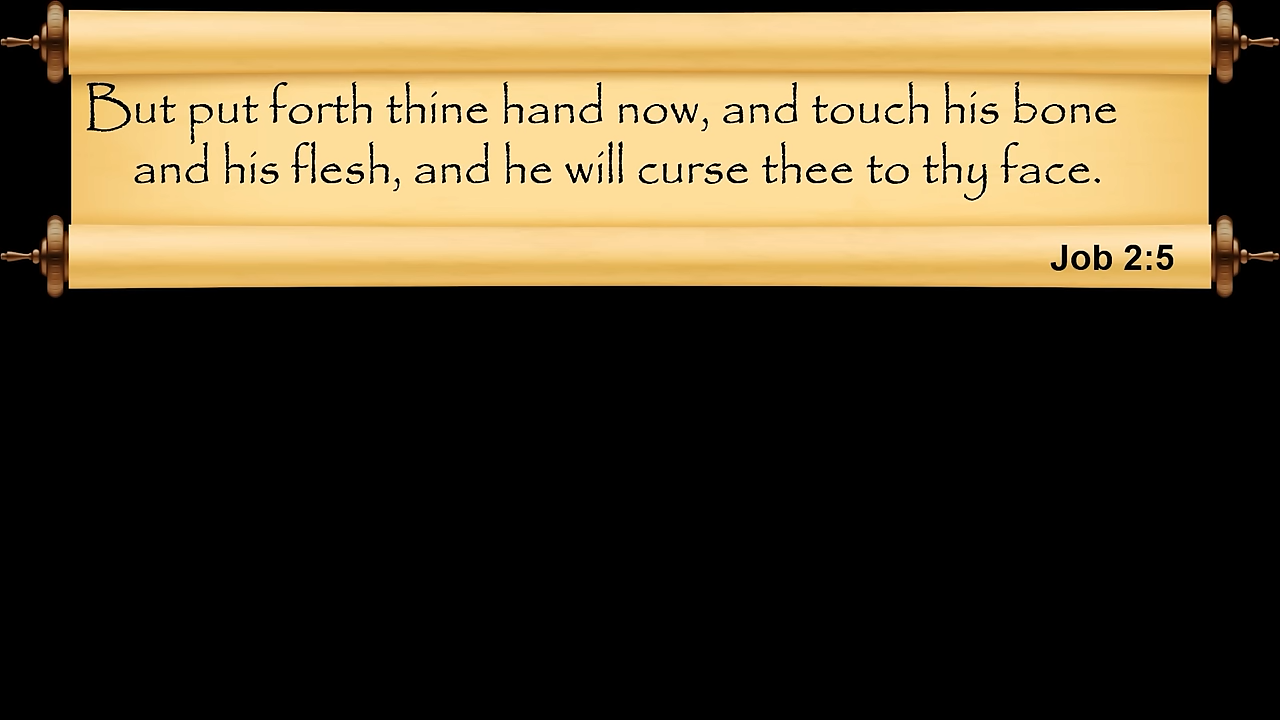 But put forth thine hand now, and touch his bone
and his flesh, and he will curse thee to thy face.
Job 2:5